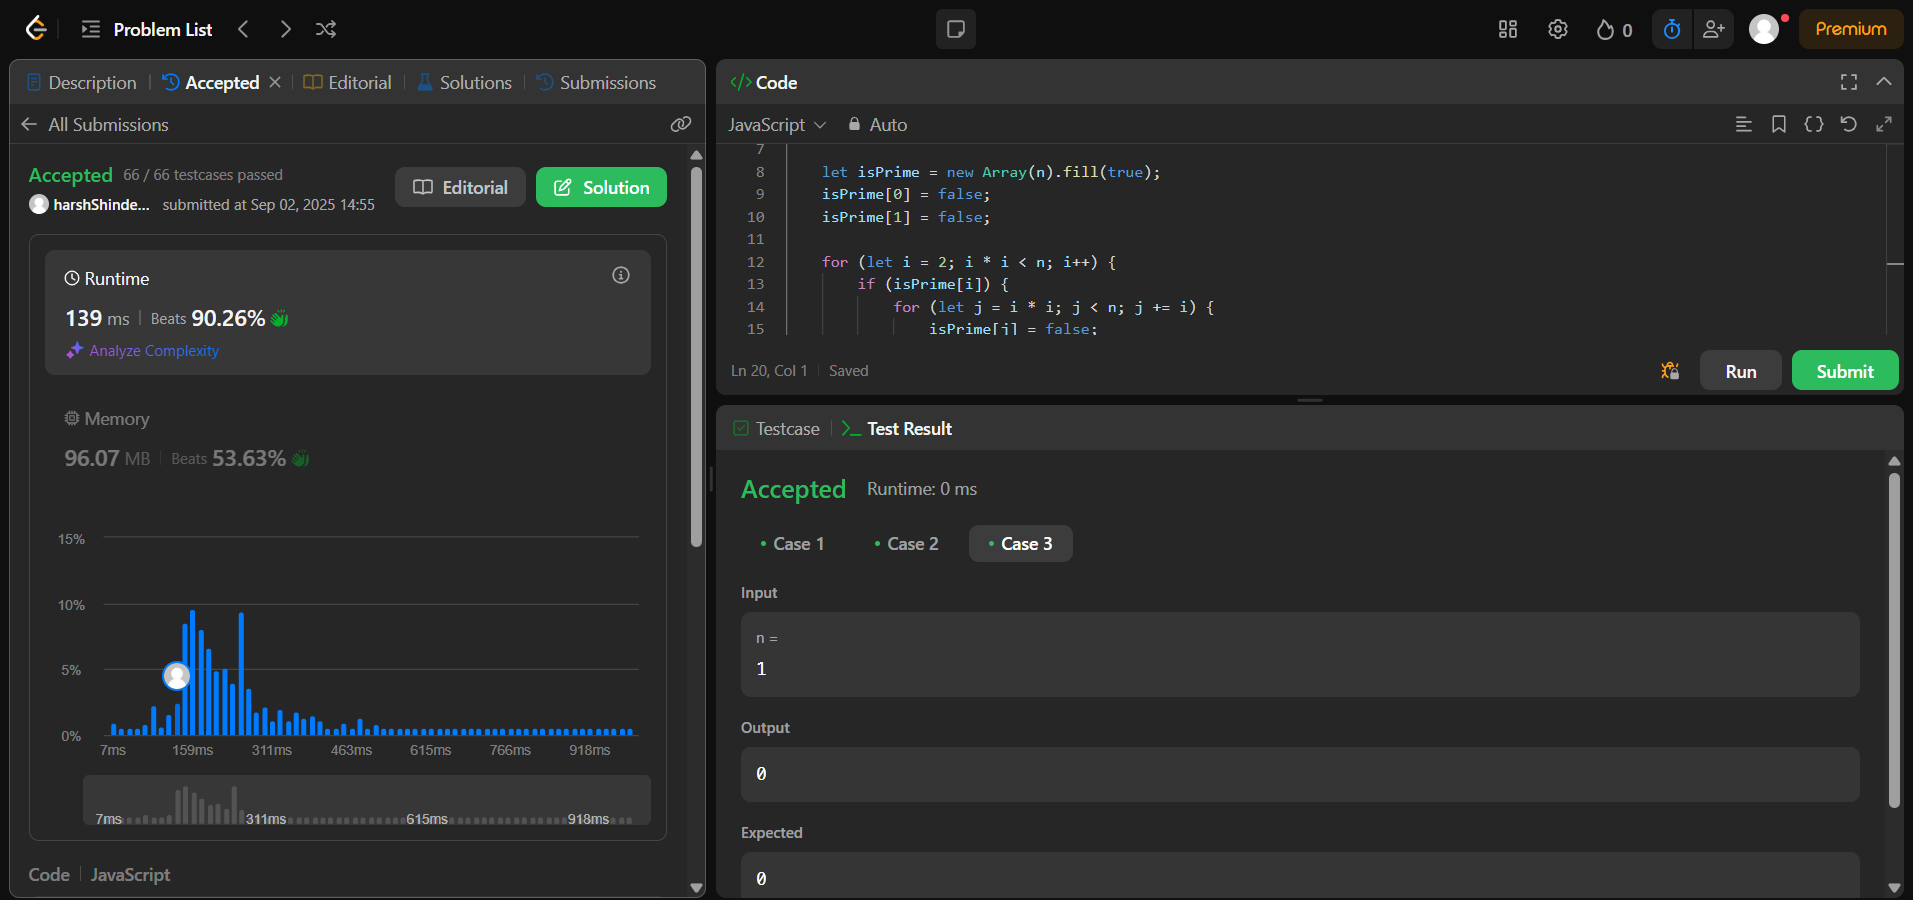 Problem List
0
Premium
Description
Accepted
Editorial
Solutions
Submissions
All Submissions
Accepted 66 / 66 testcases passed
harshShinde... submitted at Sep 02, 2025 14:55
Editorial
Solution
Runtime
139 ms Beats 90.26%
Analyze Complexity
Memory
96.07 MB Beats 53.63%
15%
10%
5%
0%
7ms 159ms 311ms 463ms 615ms 766ms 918ms
7ms 311ms 615ms 918ms
Code JavaScript
</> Code
JavaScript Auto
7
8 let isPrime = new Array(n).fill(true);
9 isPrime[0] = false;
10 isPrime[1] = false;
11
12 for (let i = 2; i * i < n; i++) {
13 if (isPrime[i]) {
14 for (let j = i * i; j < n; j += i) {
15 isPrime[j] = false;
Ln 20, Col 1 Saved
Run
Submit
Testcase
Test Result
Accepted Runtime: 0 ms
• Case 1 • Case 2 • Case 3
Input
n =
1
Output
0
Expected
0